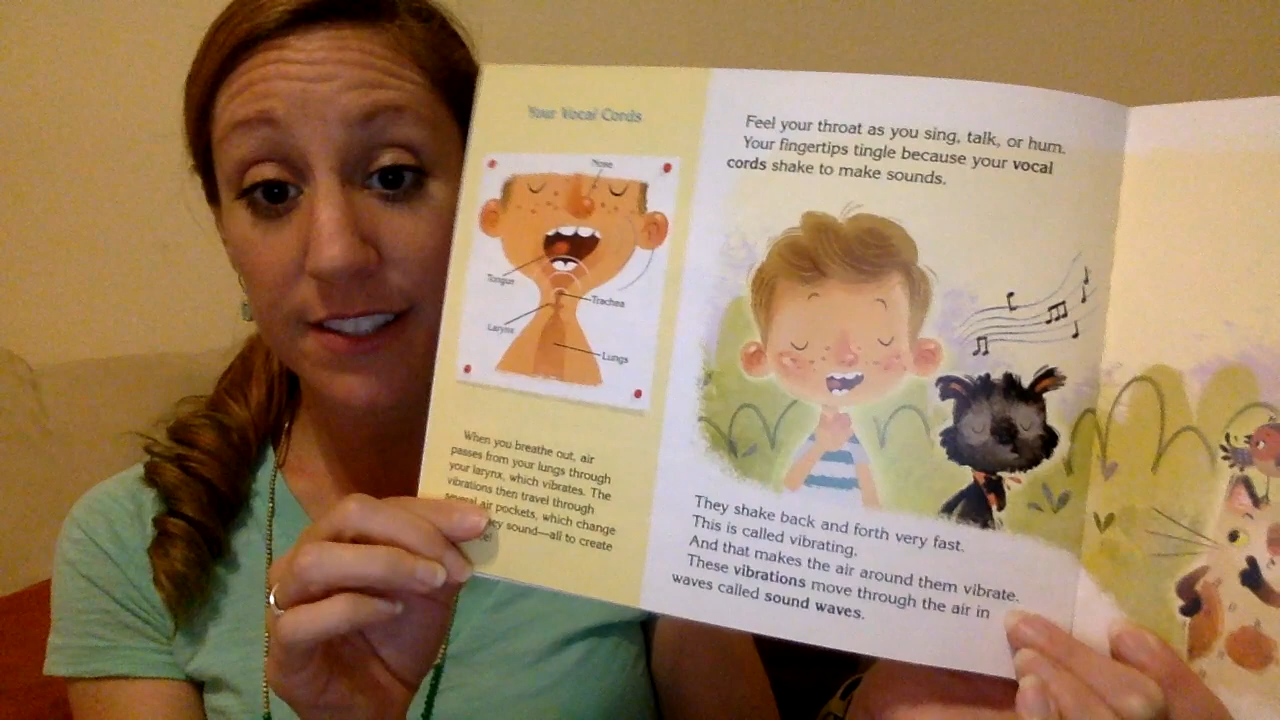 Your Vocal Cords
Nose
Tongue
Trachea
Larynx
Lungs
When you breathe out, air
passes from your lungs through
your larynx, which vibrates. The
vibrations then travel through
several air pockets, which change
sound—all to create
Feel your throat as you sing, talk, or hum.
Your fingertips tingle because your vocal
cords shake to make sounds.
They shake back and forth very fast.
This is called vibrating.
And that makes the air around them vibrate.
These vibrations move through the air in
waves called sound waves.